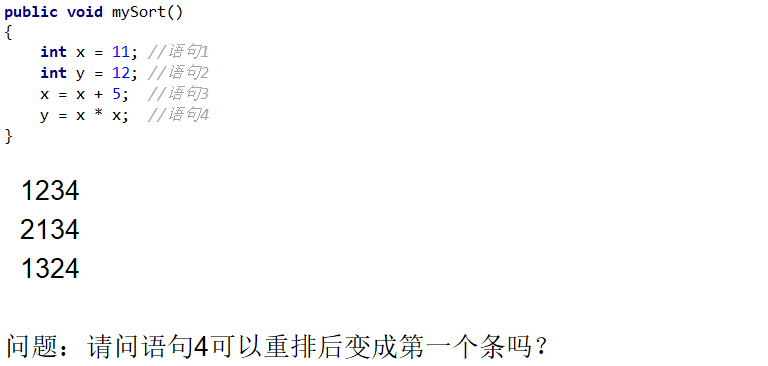 public void mySort()
{
    int x = 11; //语句1
    int y = 12; //语句2
    x = x + 5;  //语句3
    y = x * x;  //语句4
}
1234
2134
1324
问题：请问语句4可以重排后变成第一个条吗？